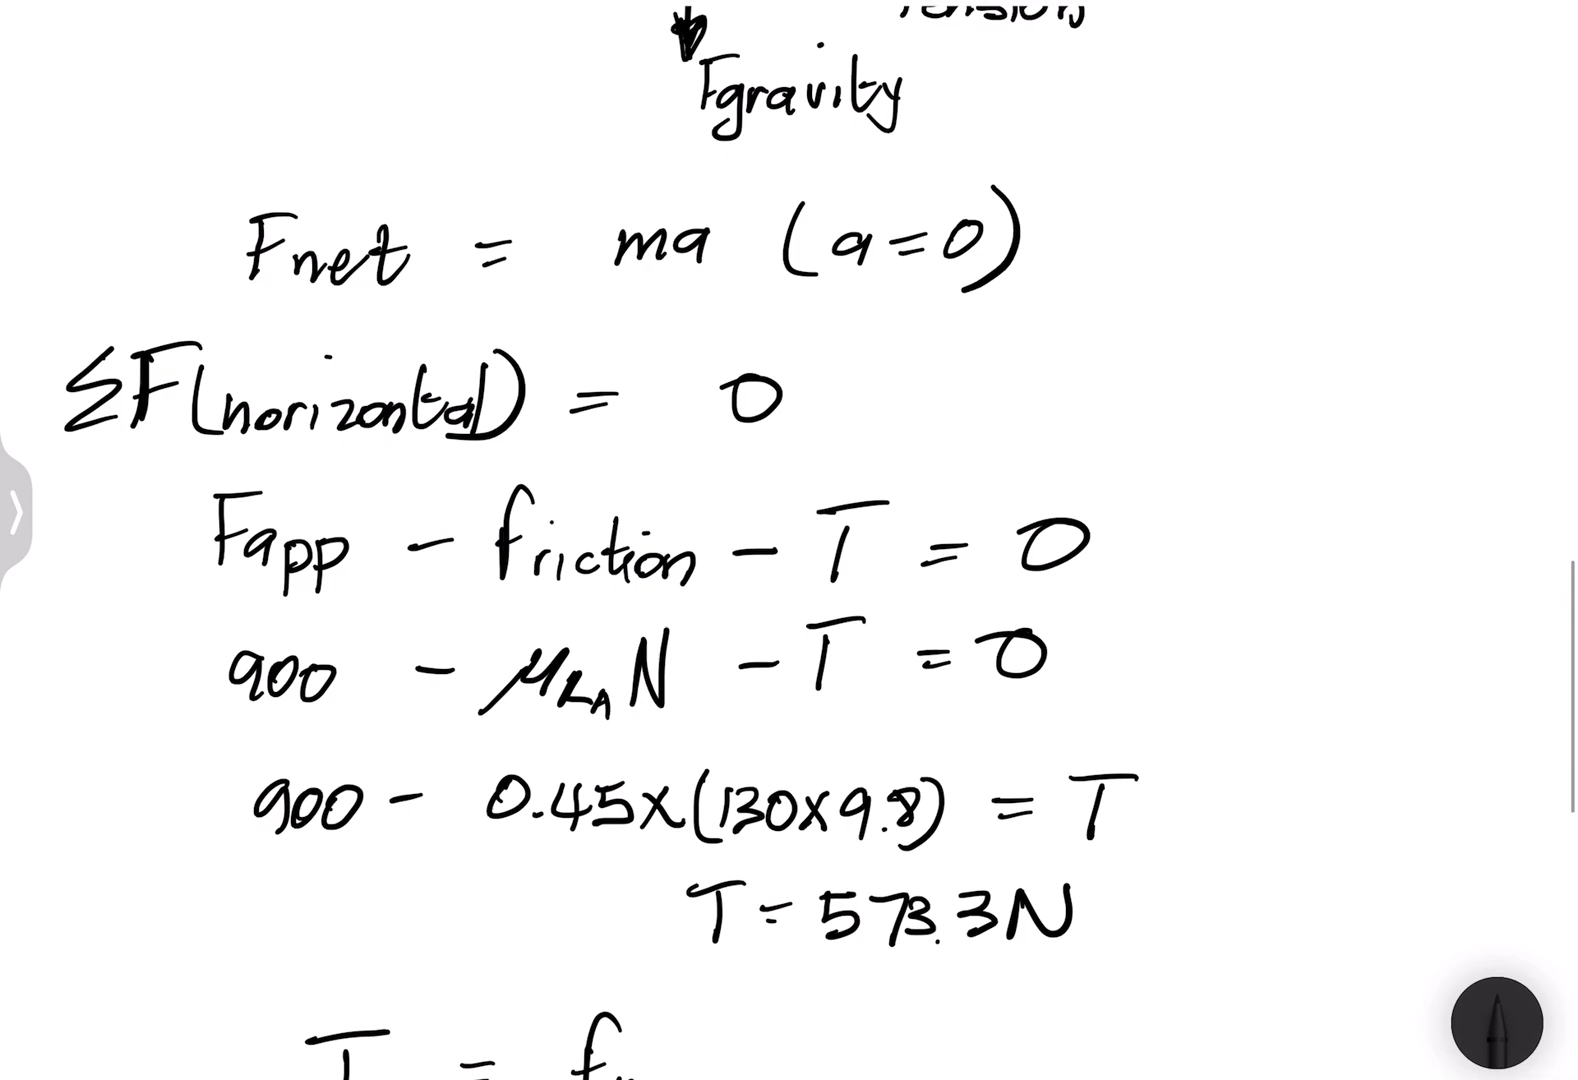 Tension
Fgravity
Fnet = ma (a=0)
ΣF(horizontal) = 0
Fapp - friction - T = 0
900 - μkA N - T = 0
900 - 0.45x(130x9.8) = T
T = 573.3N
T = f